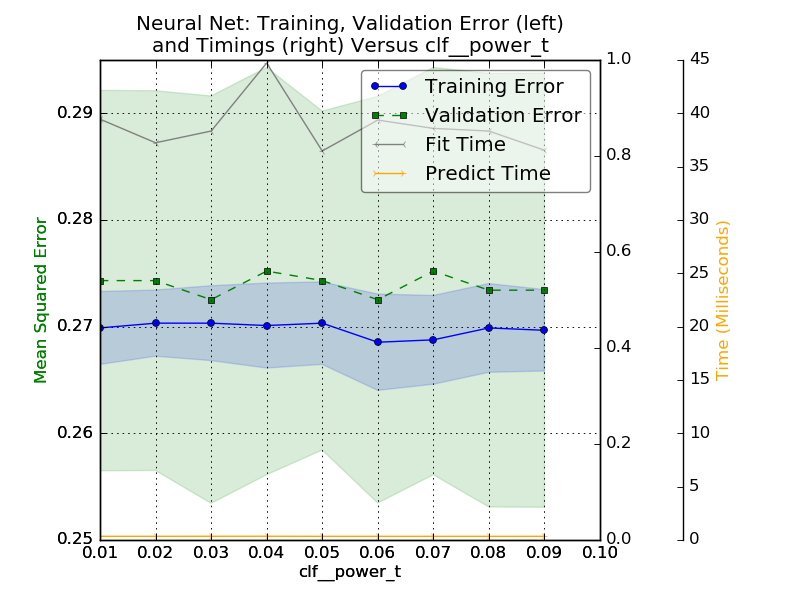 Neural Net: Training, Validation Error (left)
and Timings (right) Versus clf__power_t
Training Error
Validation Error
Fit Time
Predict Time
Mean Squared Error
0.29
0.28
0.27
0.26
0.25
1.0
0.8
0.6
0.4
0.2
0.0
45
40
35
30
25
20
15
10
5
0
Time (Milliseconds)
0.01 0.02 0.03 0.04 0.05 0.06 0.07 0.08 0.09 0.10
clf__power_t